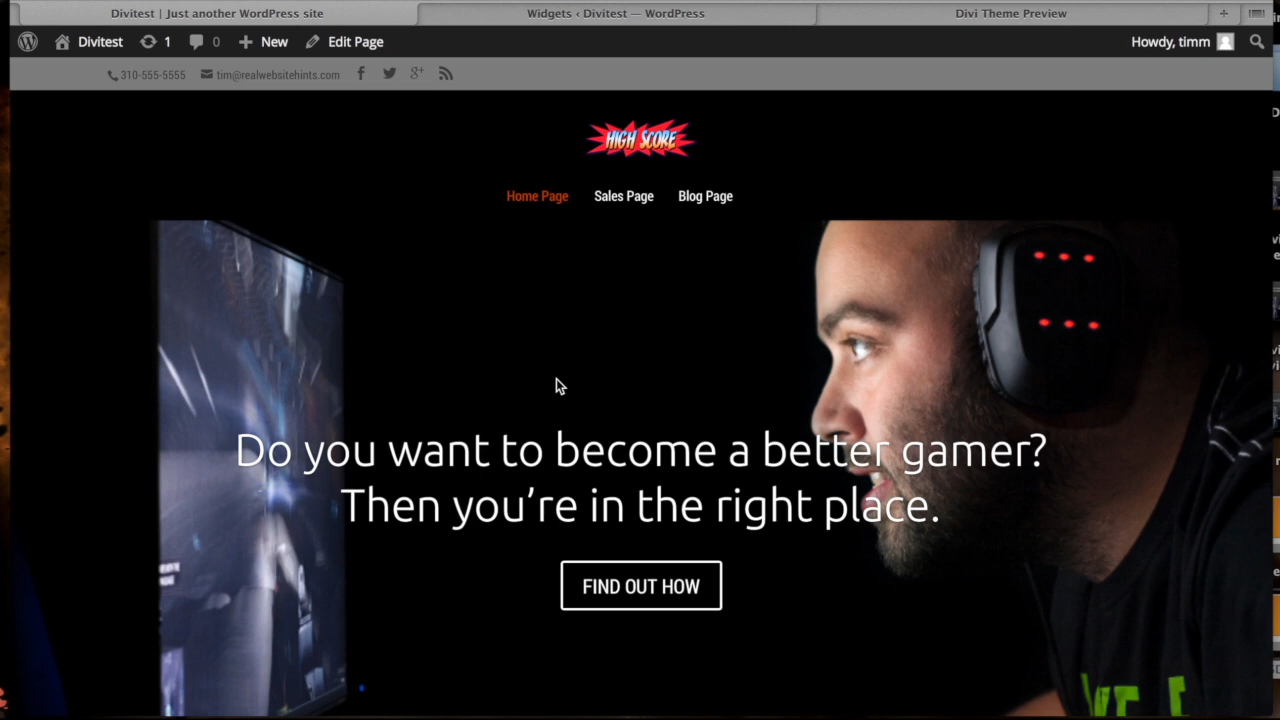 Divitest | Just another WordPress site
Widgets ‹ Divitest — WordPress
Divi Theme Preview
Divitest 1 0 New Edit Page
Howdy, timm
310-555-5555 tim@realwebsitehints.com
HIGH SCORE
Home Page Sales Page Blog Page
Do you want to become a better gamer?
Then you're in the right place.
FIND OUT HOW